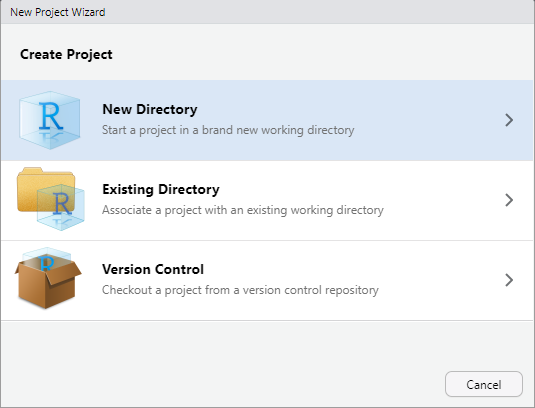 New Project Wizard
Create Project
R
New Directory
Start a project in a brand new working directory
R
Existing Directory
Associate a project with an existing working directory
R
Version Control
Checkout a project from a version control repository
Cancel